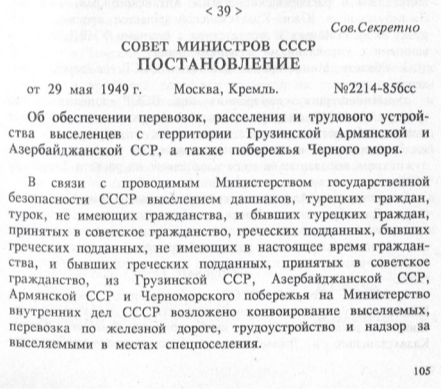 < 39 >
Сов.Секретно
СОВЕТ МИНИСТРОВ СССР
ПОСТАНОВЛЕНИЕ
от 29 мая 1949 г. Москва, Кремль. №2214-856сс
Об обеспечении перевозок, расселения и трудового устрой-
ства выселенцев с территории Грузинской Армянской и
Азербайджанской ССР, а также побережья Черного моря.
В связи с проводимым Министерством государственной
безопасности СССР выселением дашнаков, турецких граждан,
турок, не имеющих гражданства, и бывших турецких граждан,
принятых в советское гражданство, греческих подданных, бывших
греческих подданных, не имеющих в настоящее время граждан-
ства, и бывших греческих подданных, принятых в советское
гражданство, из Грузинской ССР, Азербайджанской ССР,
Армянской ССР и Черноморского побережья на Министерство
внутренних дел СССР возложено конвоирование выселяемых,
перевозка по железной дороге, трудоустройство и надзор за
выселяемыми в местах спецпоселения.
105